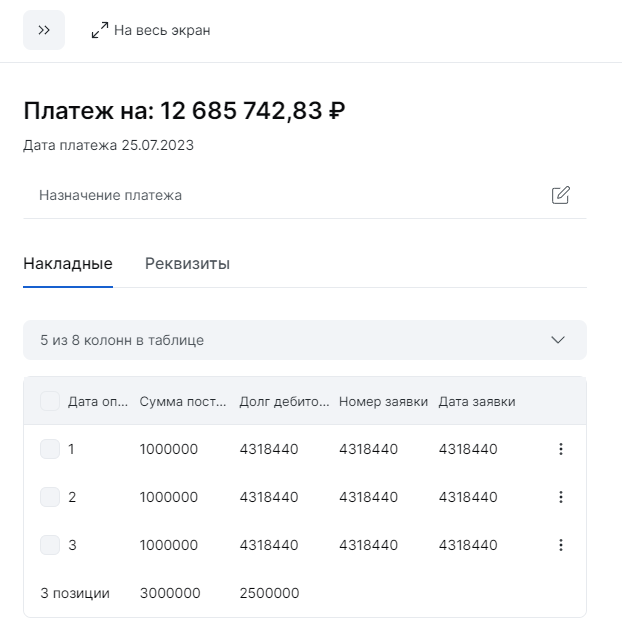 На весь экран
Платеж на: 12 685 742,83 ₽
Дата платежа 25.07.2023
Назначение платежа
Накладные Реквизиты
5 из 8 колонн в таблице
Дата оп... Сумма пост... Долг дебито... Номер заявки Дата заявки
1 1000000 4318440 4318440 4318440
2 1000000 4318440 4318440 4318440
3 1000000 4318440 4318440 4318440
3 позиции 3000000 2500000